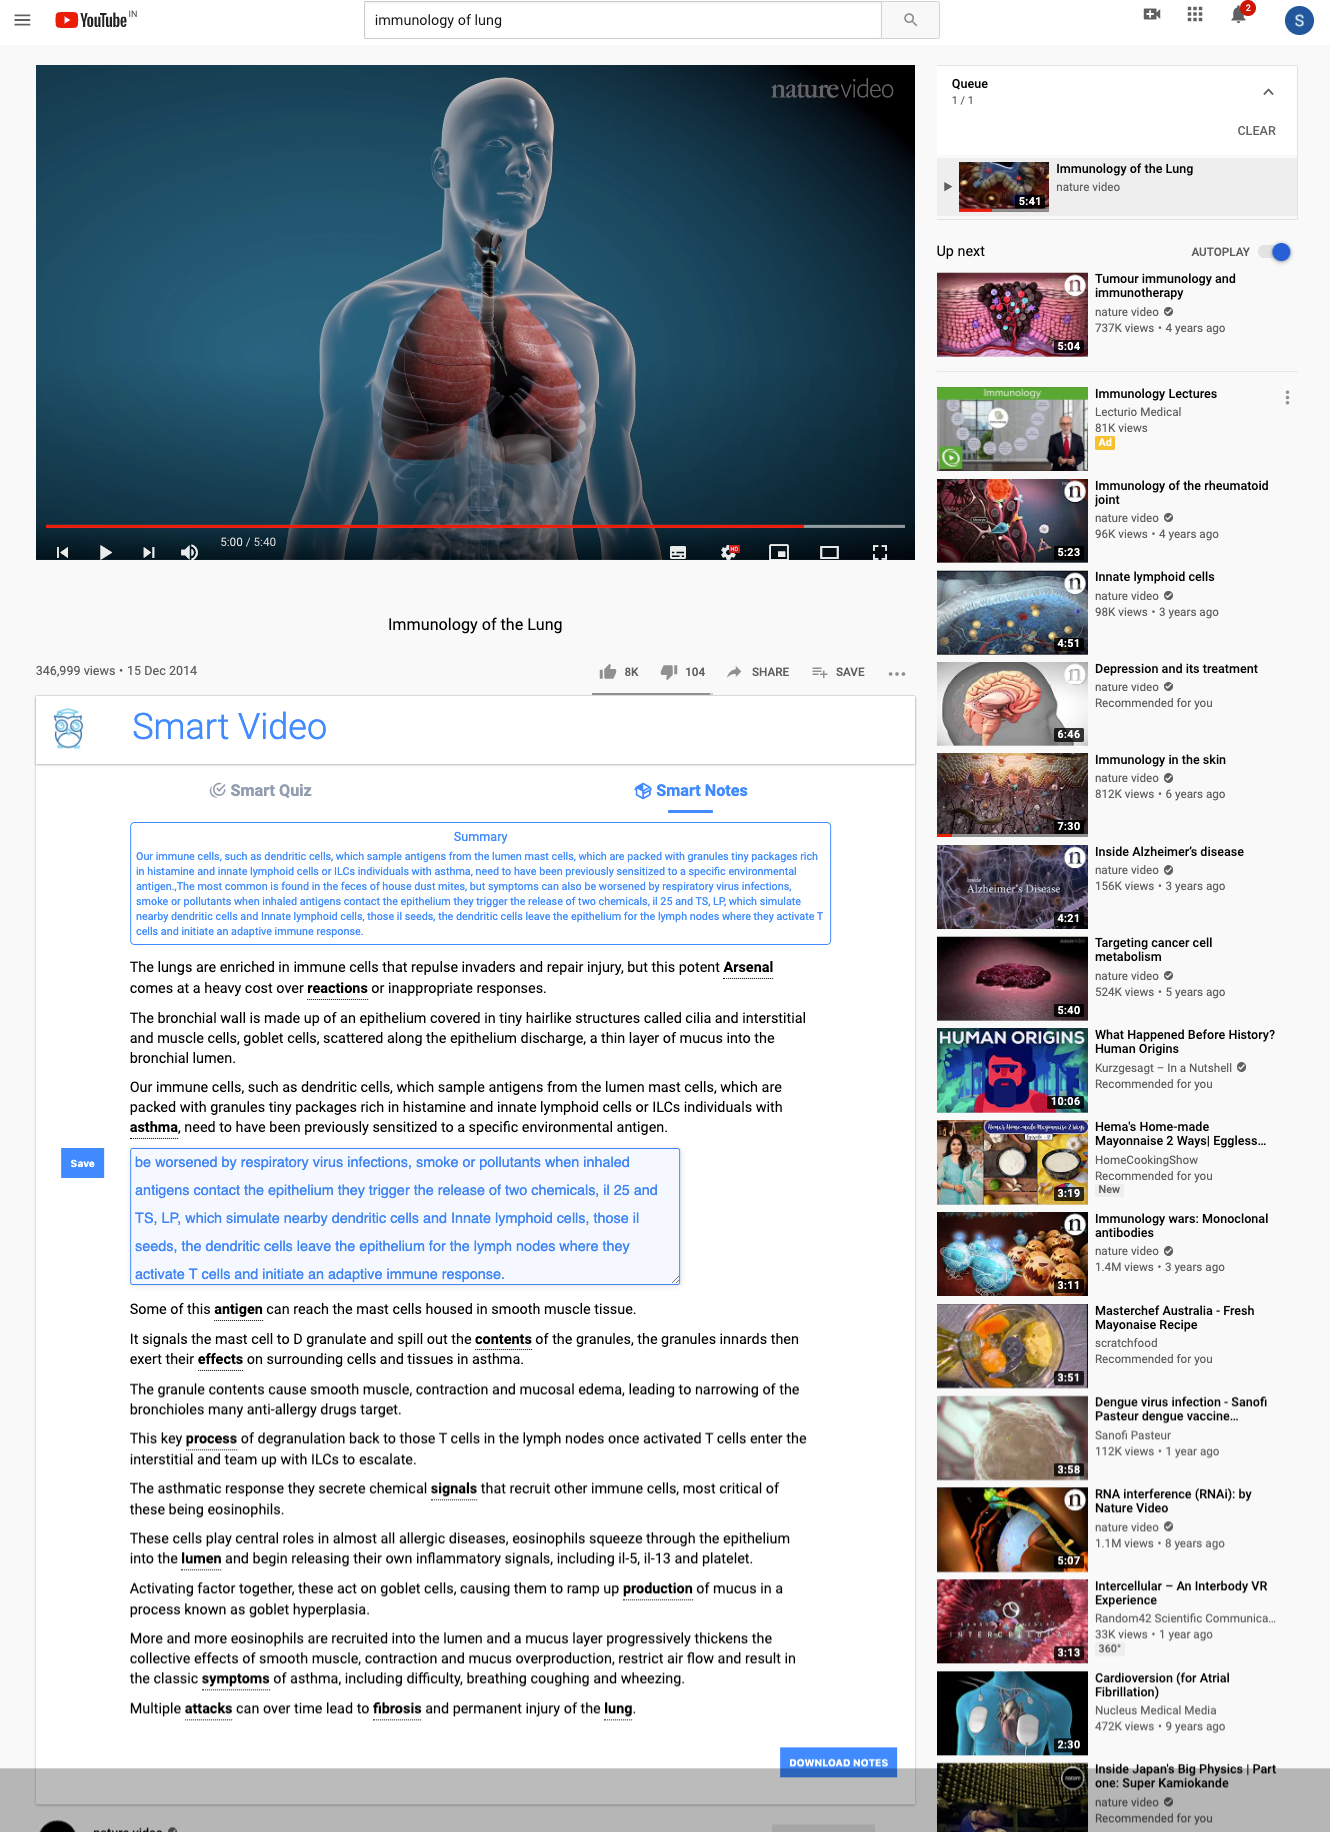 YouTube IN
immunology of lung
2
S
nature video
5:00 / 5:40
HD
Immunology of the Lung
346,999 views • 15 Dec 2014
8K
104
SHARE
SAVE
Smart Video
Smart Quiz
Smart Notes
Summary
Our immune cells, such as dendritic cells, which sample antigens from the lumen mast cells, which are packed with granules tiny packages rich
in histamine and innate lymphoid cells or ILCs individuals with asthma, need to have been previously sensitized to a specific environmental
antigen.,The most common is found in the feces of house dust mites, but symptoms can also be worsened by respiratory virus infections,
smoke or pollutants when inhaled antigens contact the epithelium they trigger the release of two chemicals, il 25 and TS, LP, which simulate
nearby dendritic cells and Innate lymphoid cells, those il seeds, the dendritic cells leave the epithelium for the lymph nodes where they activate T
cells and initiate an adaptive immune response.
The lungs are enriched in immune cells that repulse invaders and repair injury, but this potent Arsenal
comes at a heavy cost over reactions or inappropriate responses.
The bronchial wall is made up of an epithelium covered in tiny hairlike structures called cilia and interstitial
and muscle cells, goblet cells, scattered along the epithelium discharge, a thin layer of mucus into the
bronchial lumen.
Our immune cells, such as dendritic cells, which sample antigens from the lumen mast cells, which are
packed with granules tiny packages rich in histamine and innate lymphoid cells or ILCs individuals with
asthma, need to have been previously sensitized to a specific environmental antigen.
Save
be worsened by respiratory virus infections, smoke or pollutants when inhaled
antigens contact the epithelium they trigger the release of two chemicals, il 25 and
TS, LP, which simulate nearby dendritic cells and Innate lymphoid cells, those il
seeds, the dendritic cells leave the epithelium for the lymph nodes where they
activate T cells and initiate an adaptive immune response.
Some of this antigen can reach the mast cells housed in smooth muscle tissue.
It signals the mast cell to D granulate and spill out the contents of the granules, the granules innards then
exert their effects on surrounding cells and tissues in asthma.
The granule contents cause smooth muscle, contraction and mucosal edema, leading to narrowing of the
bronchioles many anti-allergy drugs target.
This key process of degranulation back to those T cells in the lymph nodes once activated T cells enter the
interstitial and team up with ILCs to escalate.
The asthmatic response they secrete chemical signals that recruit other immune cells, most critical of
these being eosinophils.
These cells play central roles in almost all allergic diseases, eosinophils squeeze through the epithelium
into the lumen and begin releasing their own inflammatory signals, including il-5, il-13 and platelet.
Activating factor together, these act on goblet cells, causing them to ramp up production of mucus in a
process known as goblet hyperplasia.
More and more eosinophils are recruited into the lumen and a mucus layer progressively thickens the
collective effects of smooth muscle, contraction and mucus overproduction, restrict air flow and result in
the classic symptoms of asthma, including difficulty, breathing coughing and wheezing.
Multiple attacks can over time lead to fibrosis and permanent injury of the lung.
DOWNLOAD NOTES
nature video
Queue
1 / 1
CLEAR
5:41
Immunology of the Lung
nature video
Up next
AUTOPLAY
n
5:04
Tumour immunology and
immunotherapy
nature video
737K views • 4 years ago
Immunology
Immunology Lectures
Lecturio Medical
81K views
Ad
n
5:23
Immunology of the rheumatoid
joint
nature video
96K views • 4 years ago
n
4:51
Innate lymphoid cells
nature video
98K views • 3 years ago
n
6:46
Depression and its treatment
nature video
Recommended for you
7:30
Immunology in the skin
nature video
812K views • 6 years ago
n
Inside
Alzheimer's Disease
4:21
Inside Alzheimer's disease
nature video
156K views • 3 years ago
5:40
Targeting cancer cell
metabolism
nature video
524K views • 5 years ago
HUMAN ORIGINS
10:06
What Happened Before History?
Human Origins
Kurzgesagt – In a Nutshell
Recommended for you
Hema's Home-made Mayonnaise 2 Ways
3:19
Hema's Home-made
Mayonnaise 2 Ways| Eggless...
HomeCookingShow
Recommended for you
New
n
3:11
Immunology wars: Monoclonal
antibodies
nature video
1.4M views • 3 years ago
3:51
Masterchef Australia - Fresh
Mayonaise Recipe
scratchfood
Recommended for you
3:58
Dengue virus infection - Sanofi
Pasteur dengue vaccine...
Sanofi Pasteur
112K views • 1 year ago
n
5:07
RNA interference (RNAi): by
Nature Video
nature video
1.1M views • 8 years ago
INTERCELLULAR
3:13
Intercellular – An Interbody VR
Experience
Random42 Scientific Communica...
33K views • 1 year ago
360°
2:30
Cardioversion (for Atrial
Fibrillation)
Nucleus Medical Media
472K views • 9 years ago
Inside Japan's Big Physics | Part
one: Super Kamiokande
nature video
Recommended for you